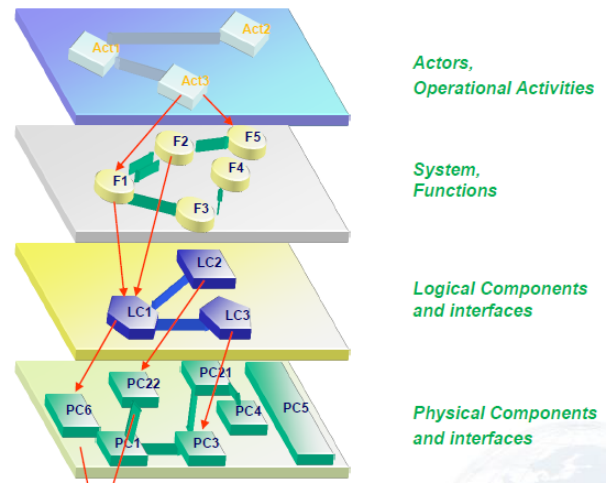 Act2
Act1
Act3
Actors,
Operational Activities
F2
F5
F4
F1
F3
System,
Functions
LC2
LC1
LC3
Logical Components
and interfaces
PC21
PC22
PC6
PC4
PC5
PC1
PC3
Physical Components
and interfaces